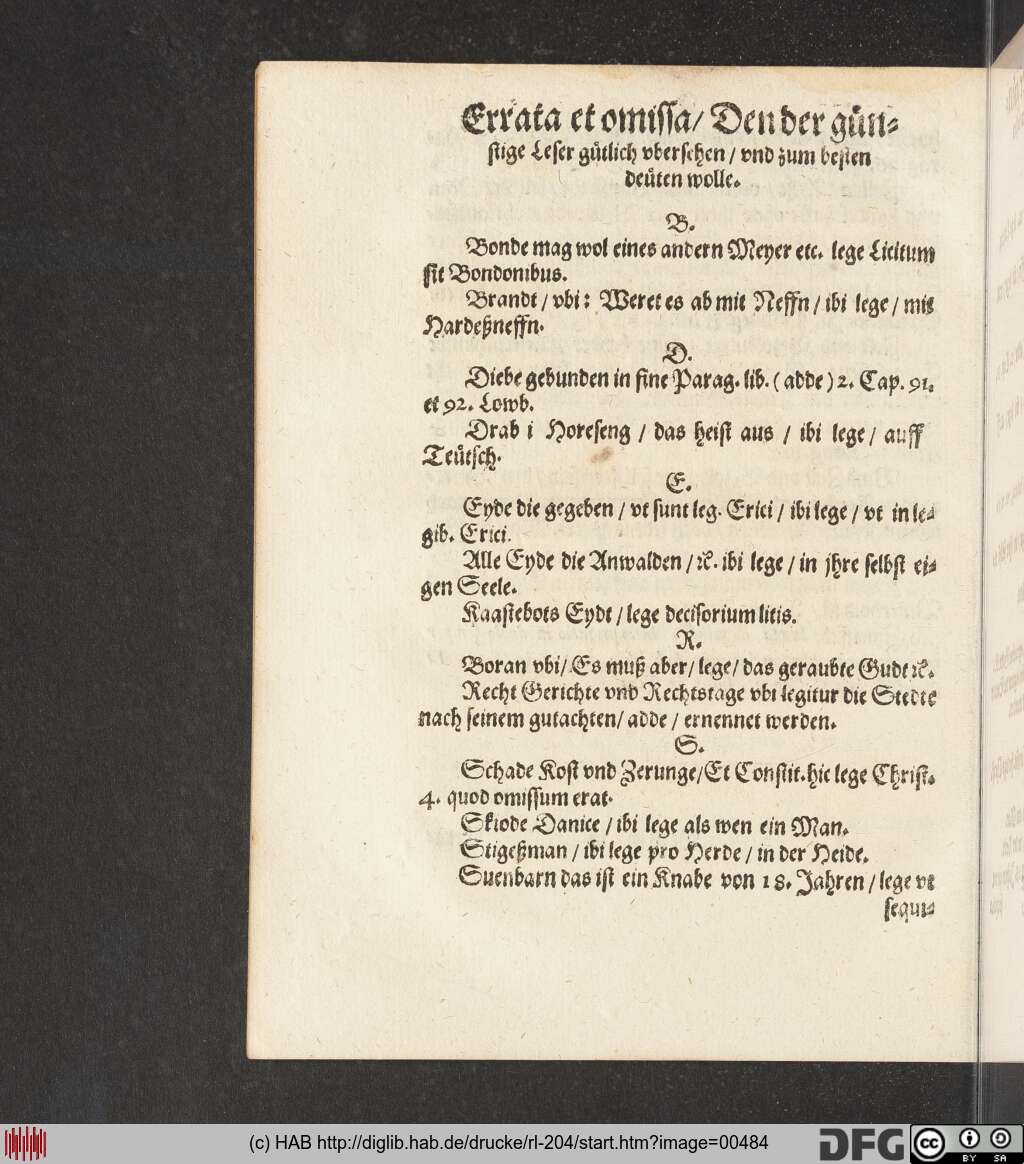 Errata et omissa/ Den der gün-
stige Leser gütlich vbersehen / vnd zum besten
deüten wolle.
B.
Bonde mag wol eines andern Meyer etc. lege Licitum
sit Bondonibus.
Brandt / vbi: Weret es ab mit Neffn / ibi lege / mit
Hardeßneffn.
D.
Diebe gebunden in fine Parag. lib. ( adde ) 2. Cap. 91.
et 92. Lowb.
Drab i Horeseng / das heist aus / ibi lege / auff
Teütsch.
E.
Eyde die gegeben / vt sunt leg. Erici / ibi lege / vt in le-
gib. Erici.
Alle Eyde die Anwalden / ꝛc. ibi lege / in jhre selbst ei-
gen Seele.
Kaastebots Eydt / lege decisorium litis.
R.
Boran vbi/ Es muß aber/ lege/ das geraubte Gudt ꝛc.
Recht Gerichte vnd Rechtstage vbi legitur die Stedte
nach seinem gutachten/ adde / ernennet werden.
S.
Schade Kost vnd Zerunge/ Et Constit. hic lege Christ.
4. quod omissum erat.
Skiode Danice / ibi lege als wen ein Man.
Stigeßman / ibi lege pro Herde / in der Heide.
Suenbarn das ist ein Knabe von 18. Jahren / lege vt
sequi-
(c) HAB http://diglib.hab.de/drucke/rl-204/start.htm?image=00484
DFG
cc
BY SA